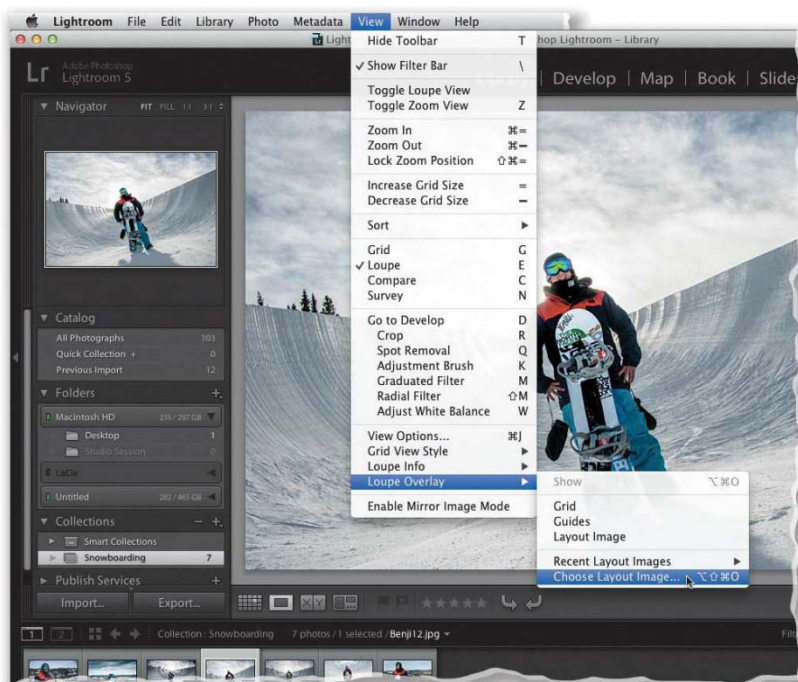 Lightroom File Edit Library Photo Metadata View Window Help
Light
hop Lightroom – Library
Lr Adobe Photoshop
Lightroom 5
Develop | Map | Book | Slide
Navigator FIT FILL 1:1 3:1
Catalog
All Photographs 103
Quick Collection + 0
Previous Import 12
Folders +
Macintosh HD 235 / 297 GB
Desktop 1
Studio Session 0
LaCie
Untitled 282 / 465 GB
Collections – +
Smart Collections
Snowboarding 7
Publish Services +
Import... Export...
Hide Toolbar T
✓ Show Filter Bar \
Toggle Loupe View
Toggle Zoom View Z
Zoom In ⌘=
Zoom Out ⌘–
Lock Zoom Position ⇧⌘=
Increase Grid Size =
Decrease Grid Size –
Sort ▶
Grid G
✓ Loupe E
Compare C
Survey N
Go to Develop D
Crop R
Spot Removal Q
Adjustment Brush K
Graduated Filter M
Radial Filter ⇧M
Adjust White Balance W
View Options... ⌘J
Grid View Style ▶
Loupe Info ▶
Loupe Overlay ▶
Enable Mirror Image Mode
Show ⌥⌘O
Grid
Guides
Layout Image
Recent Layout Images ▶
Choose Layout Image... ⌥⇧⌘O
X Y
1 2 Collection : Snowboarding 7 photos / 1 selected / Benji12.jpg
Filt